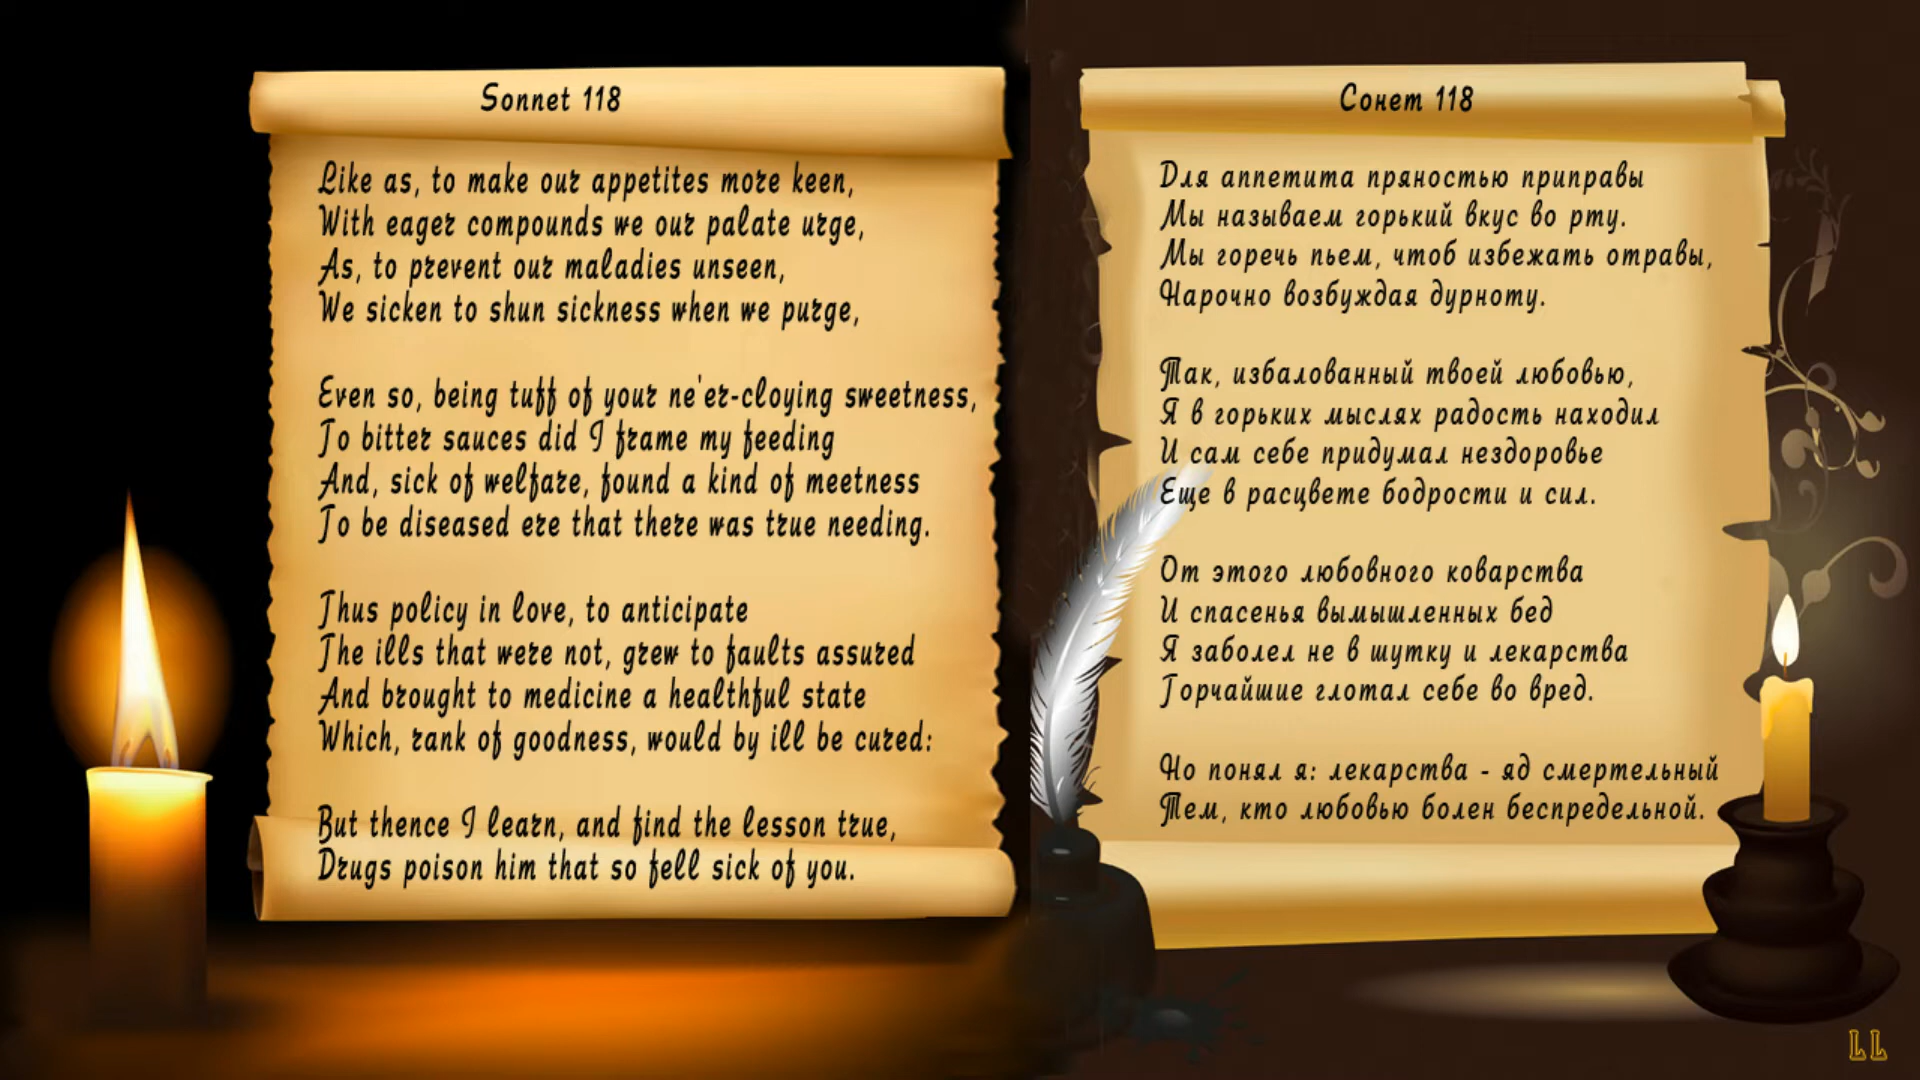 Sonnet 118
Like as, to make our appetites more keen,
With eager compounds we our palate urge,
As, to prevent our maladies unseen,
We sicken to shun sickness when we purge,
Even so, being tuff of your ne'er-cloying sweetness,
To bitter sauces did I frame my feeding
And, sick of welfare, found a kind of meetness
To be diseased ere that there was true needing.
Thus policy in love, to anticipate
The ills that were not, grew to faults assured
And brought to medicine a healthful state
Which, rank of goodness, would by ill be cured:
But thence I learn, and find the lesson true,
Drugs poison him that so fell sick of you.
Сонет 118
Для аппетита пряностью приправы
Мы называем горький вкус во рту.
Мы горечь пьем, чтоб избежать отравы,
Нарочно возбуждая дурноту.
Так, избалованный твоей любовью,
Я в горьких мыслях радость находил
И сам себе придумал нездоровье
Еще в расцвете бодрости и сил.
От этого любовного коварства
И спасенья вымышленных бед
Я заболел не в шутку и лекарства
Горчайшие глотал себе во вред.
Но понял я: лекарства - яд смертельный
Тем, кто любовью болен беспредельной.
LL